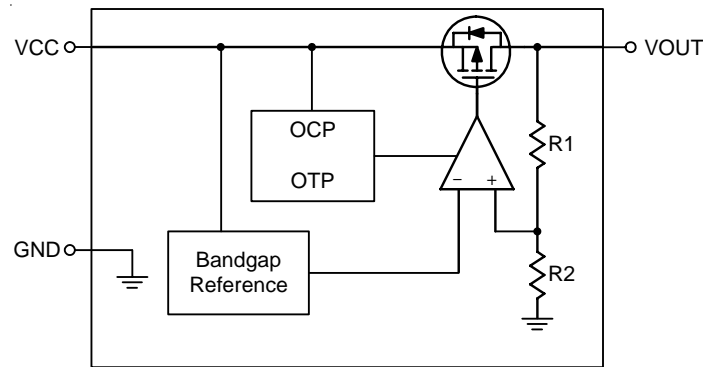 VCC
VOUT
OCP
OTP
R1
− +
GND
Bandgap
Reference
R2